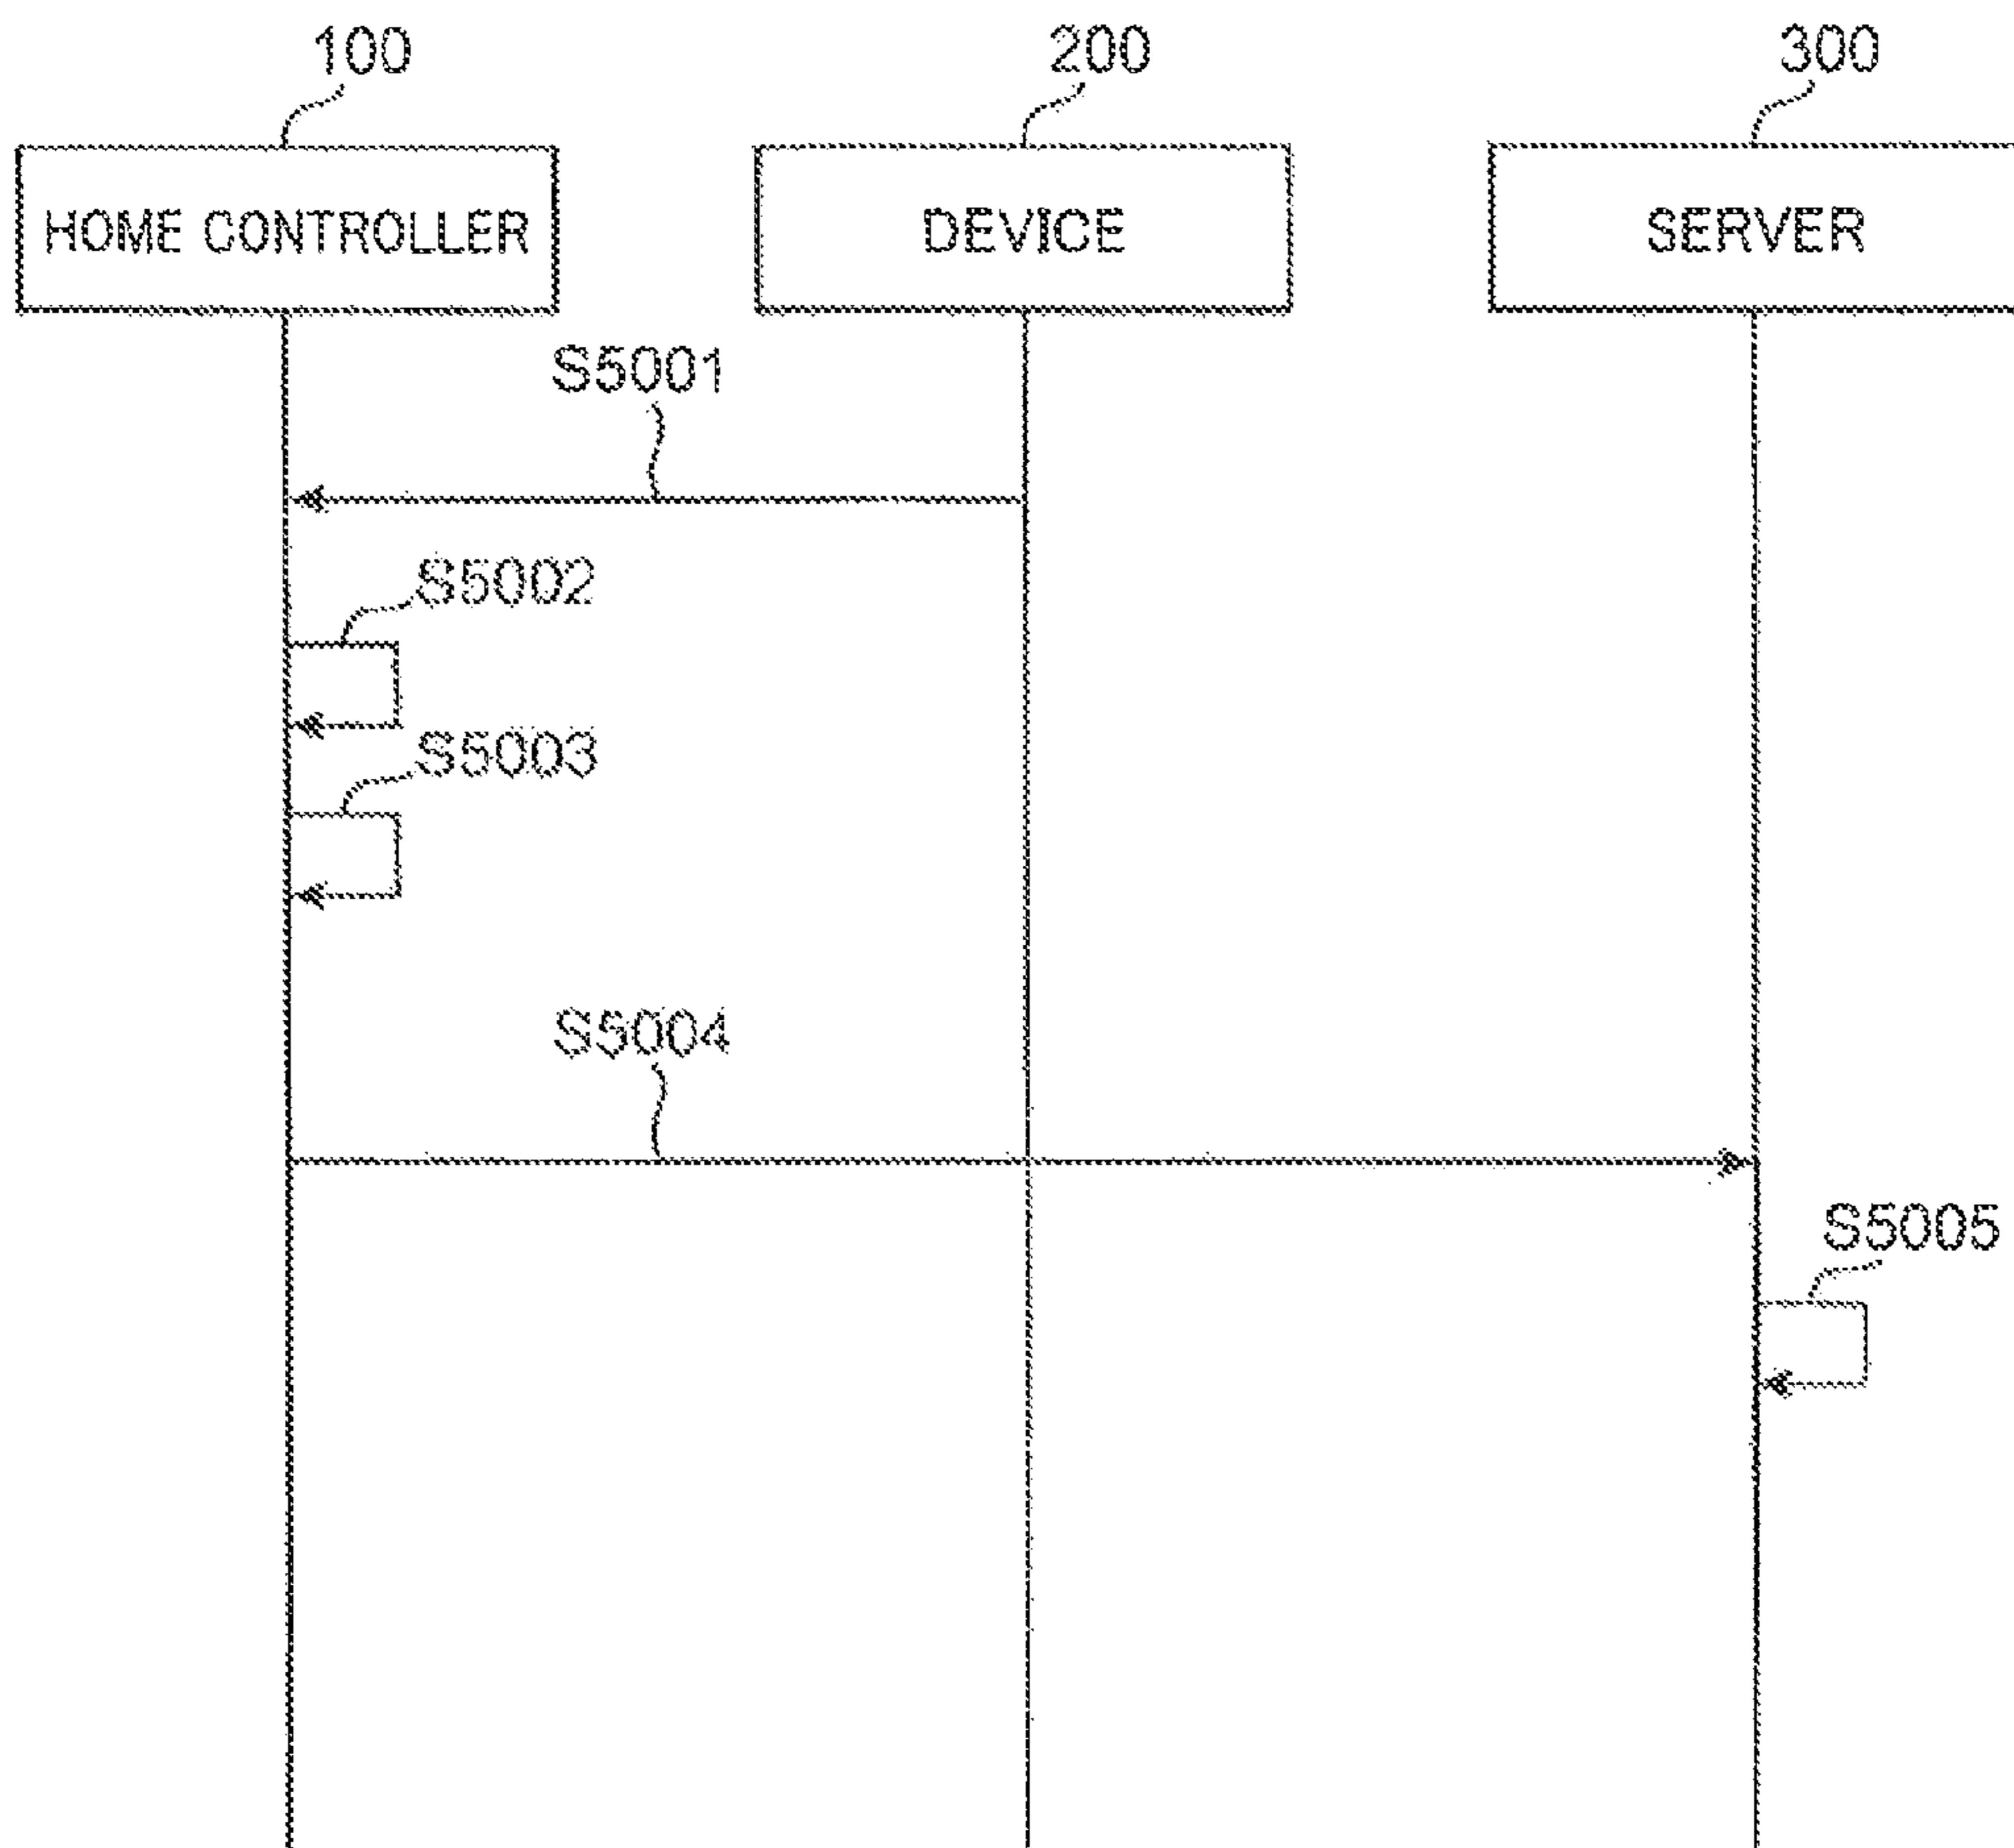 100
200
300
HOME CONTROLLER
DEVICE
SERVER
S5001
S5002
S5003
S5004
S5005